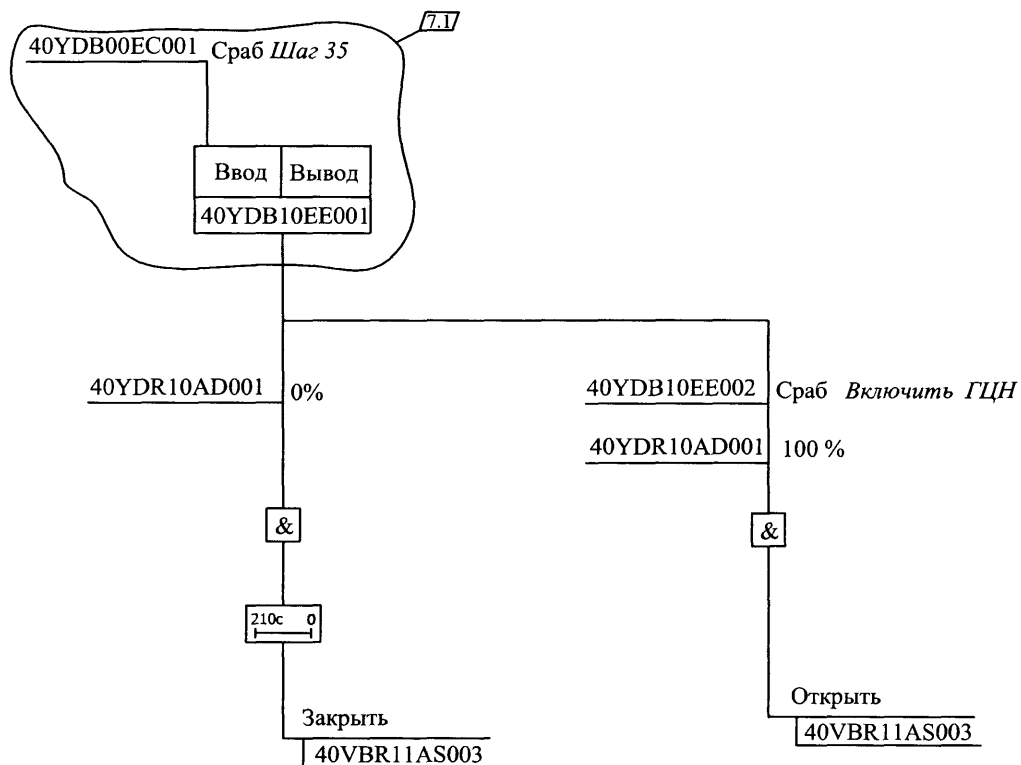 7.1
40YDB00EC001 Сраб Шаг 35
Ввод Вывод
40YDB10EE001
40YDR10AD001 0%
40YDB10EE002 Сраб Включить ГЦН
40YDR10AD001 100 %
&
&
210с 0
Закрыть
40VBR11AS003
Открыть
40VBR11AS003